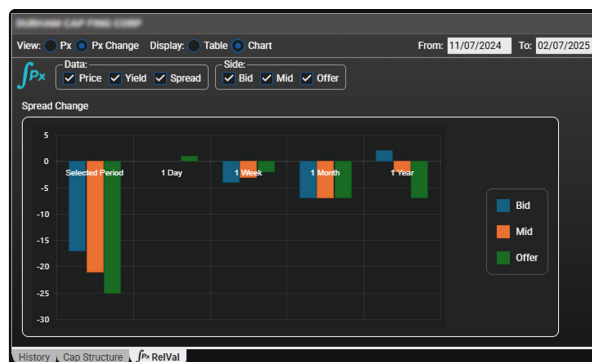 View: Px Px Change Display: Table Chart From: 11/07/2024 To: 02/07/2025
∫Px Data: Price Yield Spread Side: Bid Mid Offer
Spread Change
5
0
Selected Period 1 Day 1 Week 1 Month 1 Year
-5
-10
-15
-20
-25
-30
Bid
Mid
Offer
History Cap Structure ∫Px RelVal